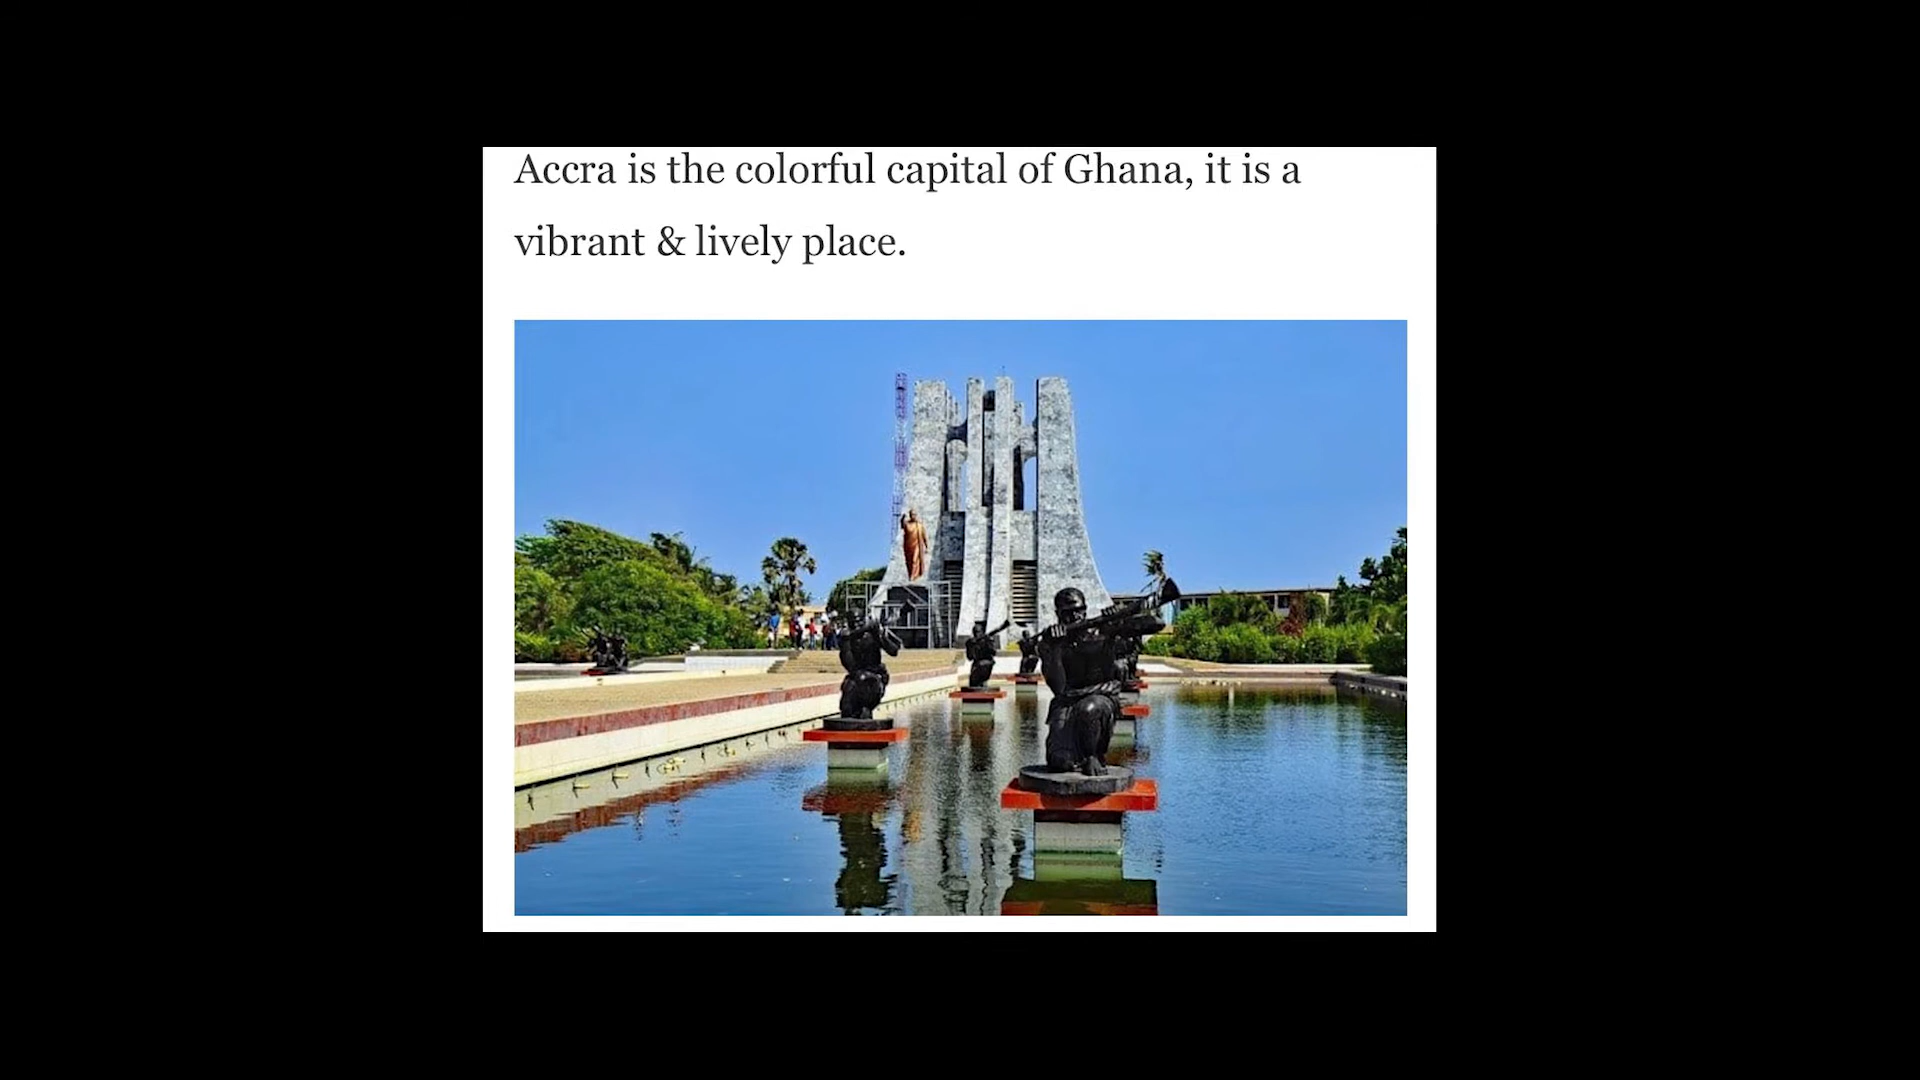 Accra is the colorful capital of Ghana, it is a
vibrant & lively place.